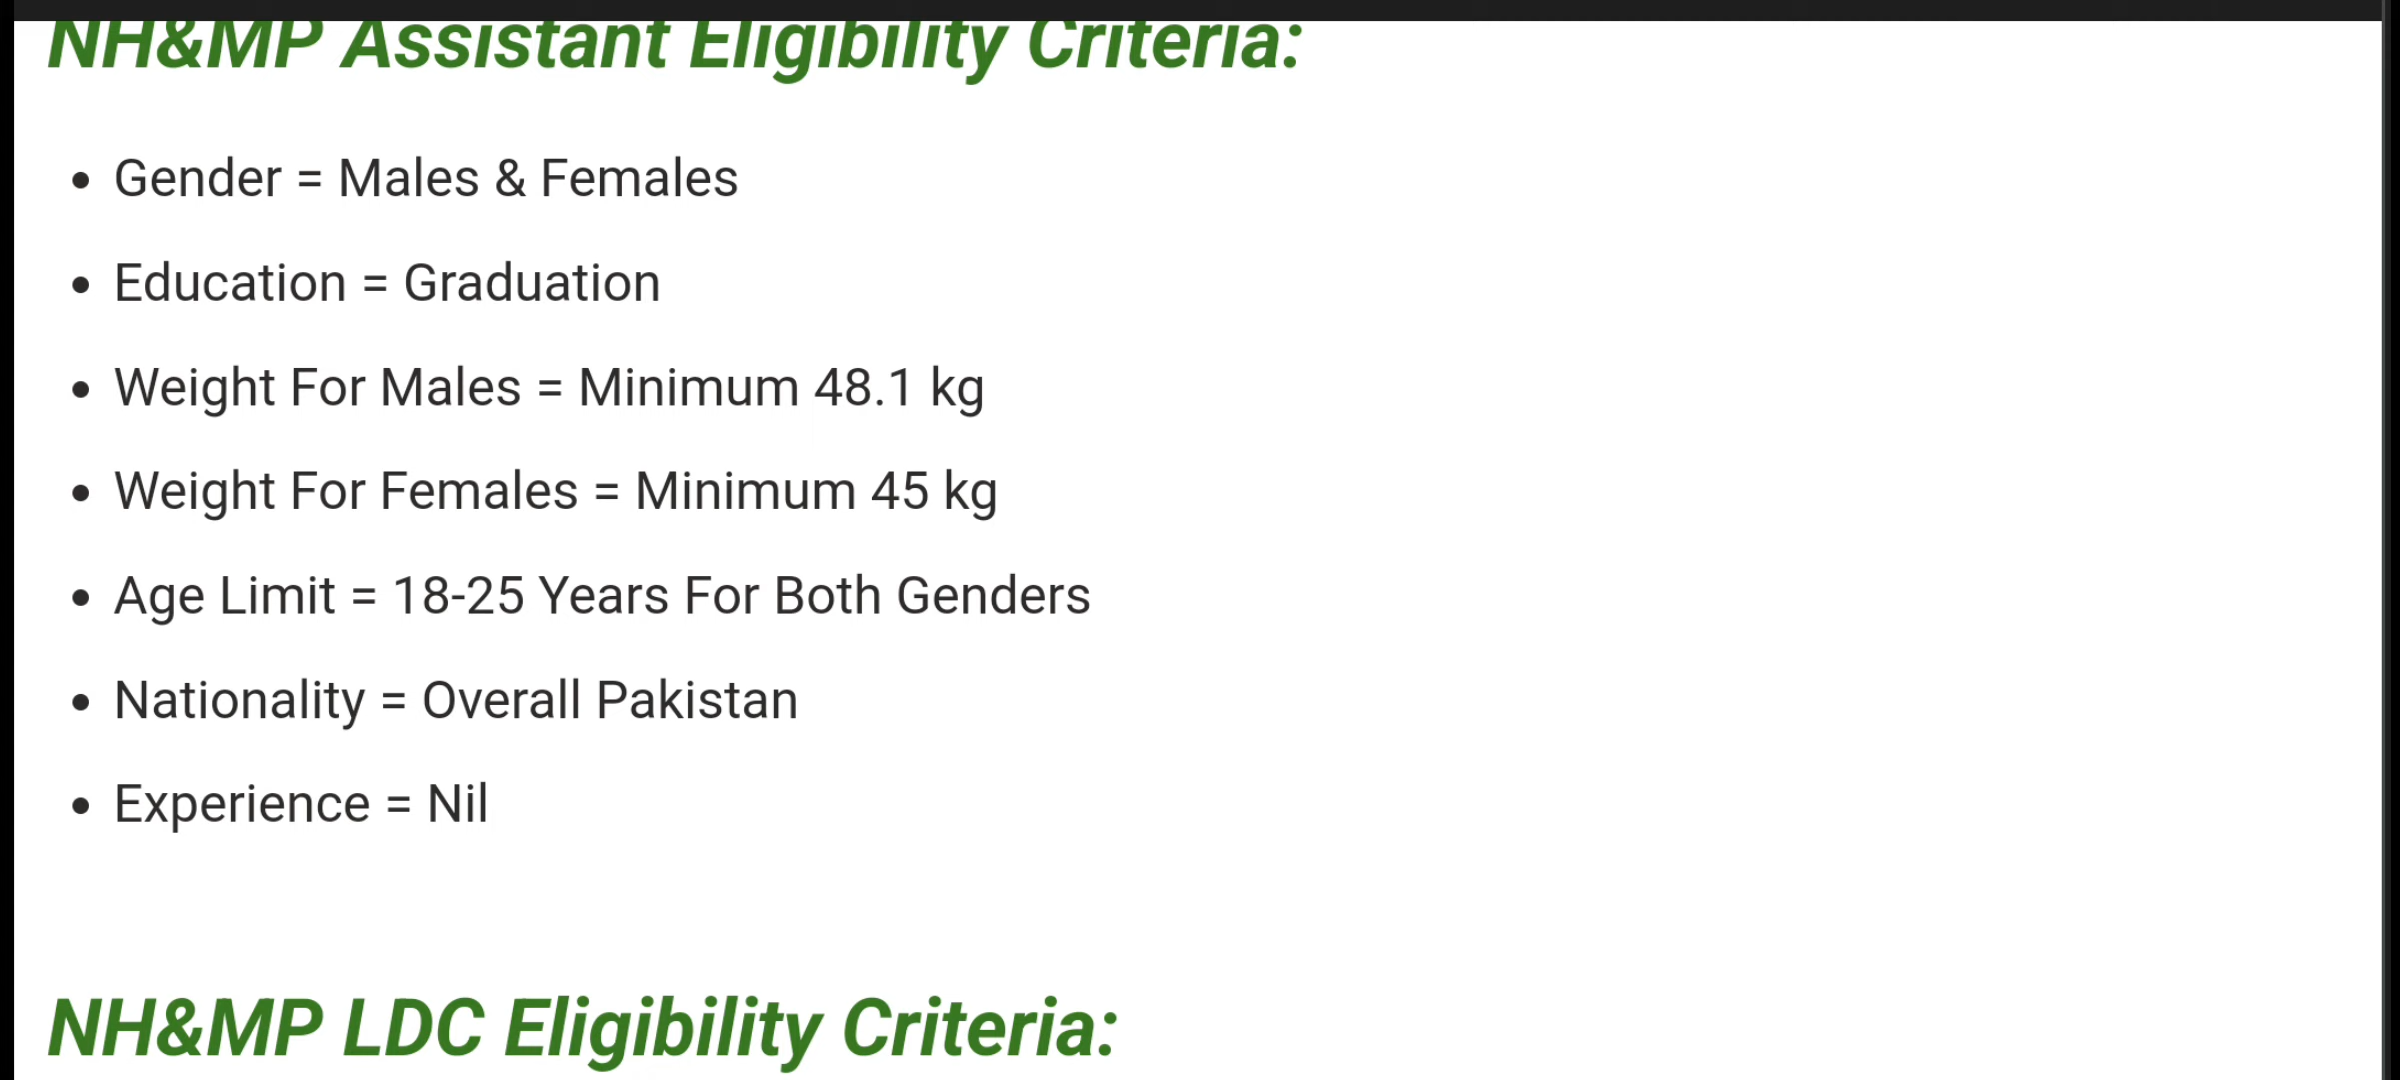 NH&MP Assistant Eligibility Criteria:
• Gender = Males & Females
• Education = Graduation
• Weight For Males = Minimum 48.1 kg
• Weight For Females = Minimum 45 kg
• Age Limit = 18-25 Years For Both Genders
• Nationality = Overall Pakistan
• Experience = Nil
NH&MP LDC Eligibility Criteria: